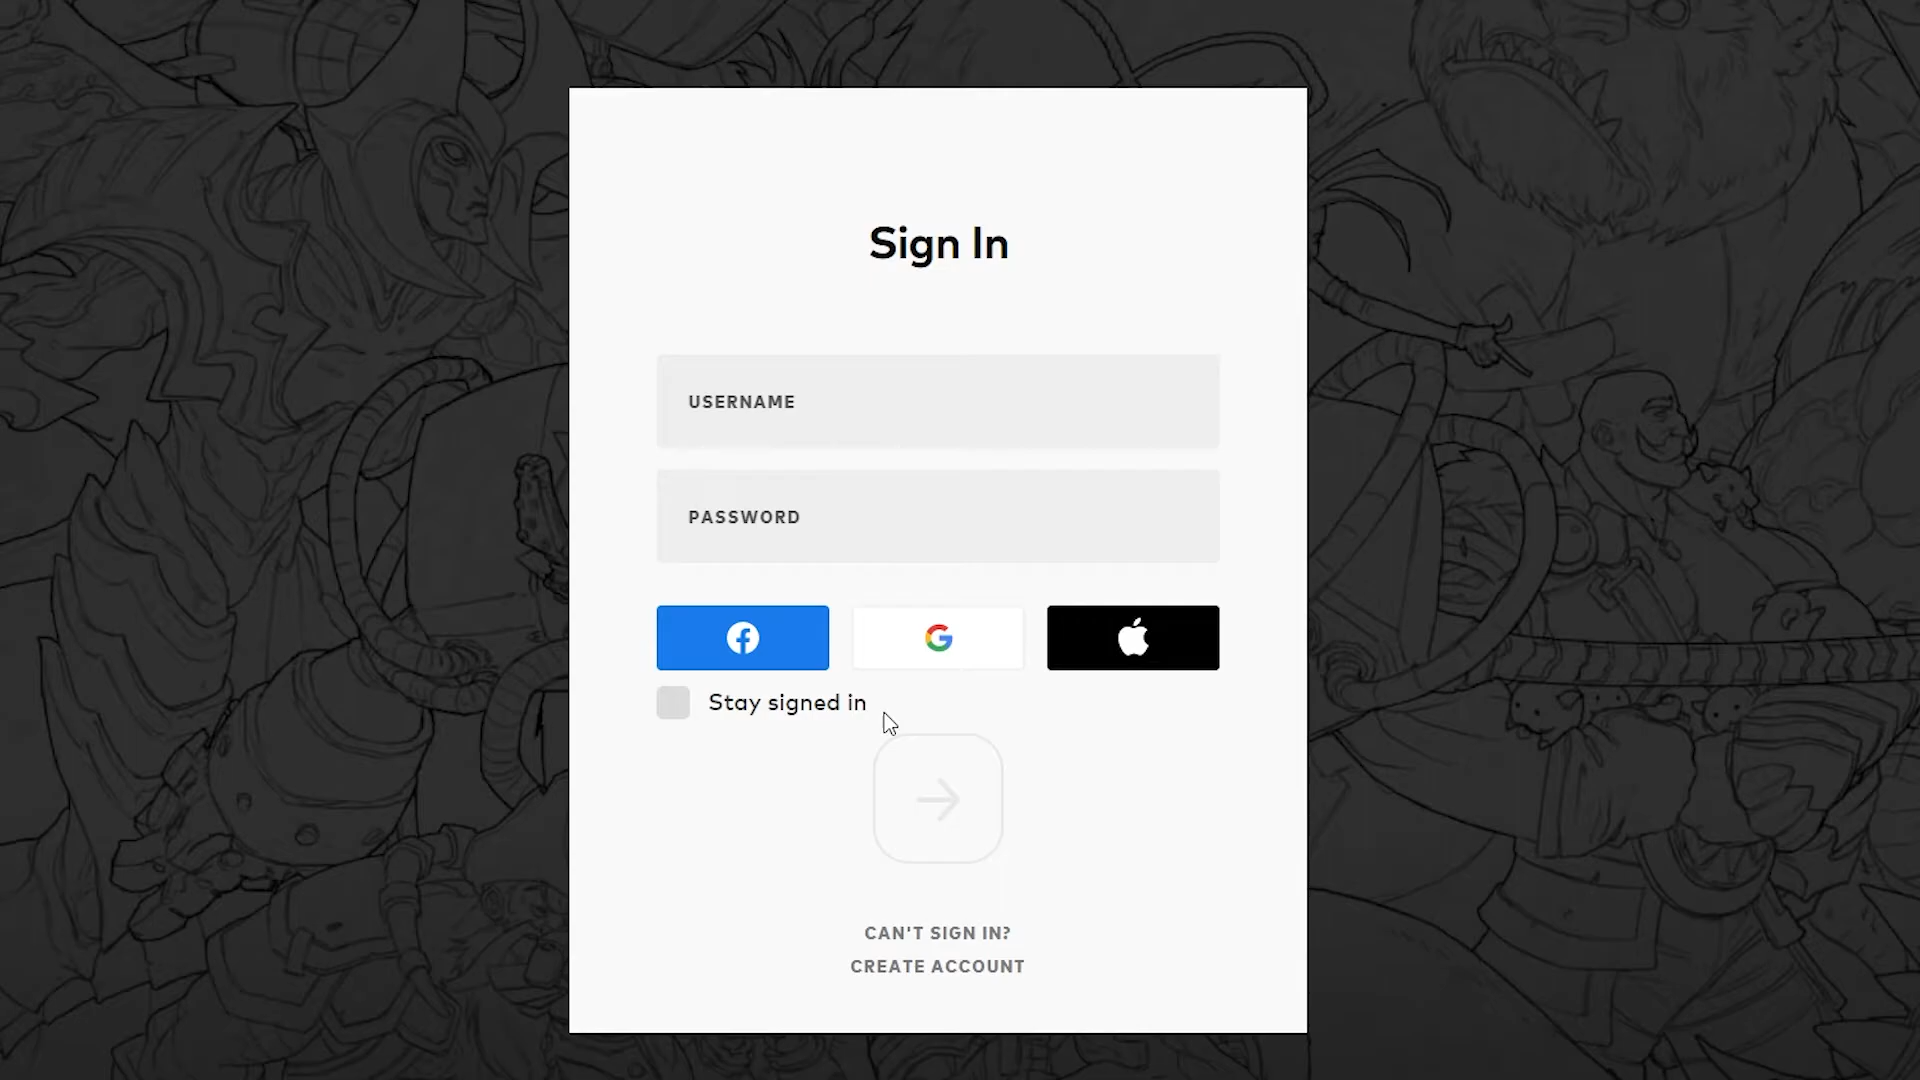 Sign In
USERNAME
PASSWORD
Stay signed in
CAN'T SIGN IN?
CREATE ACCOUNT